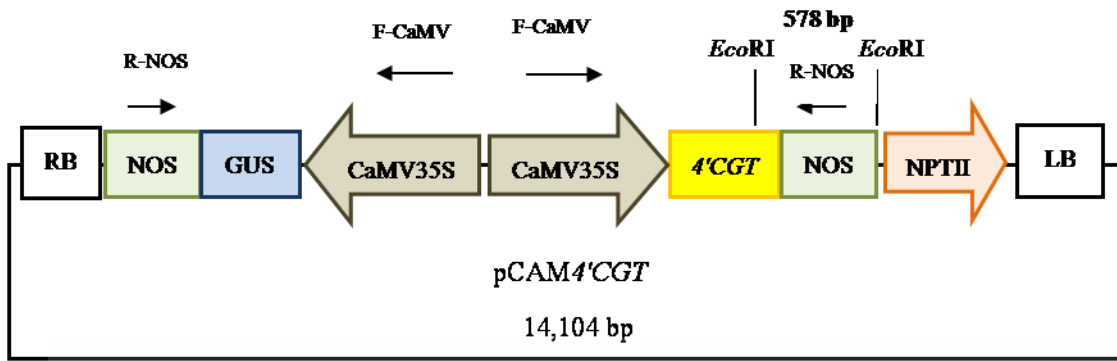 578 bp
F-CaMV F-CaMV
EcoRI EcoRI
R-NOS R-NOS
RB NOS GUS CaMV35S CaMV35S 4'CGT NOS NPTII LB
pCAM4'CGT
14,104 bp